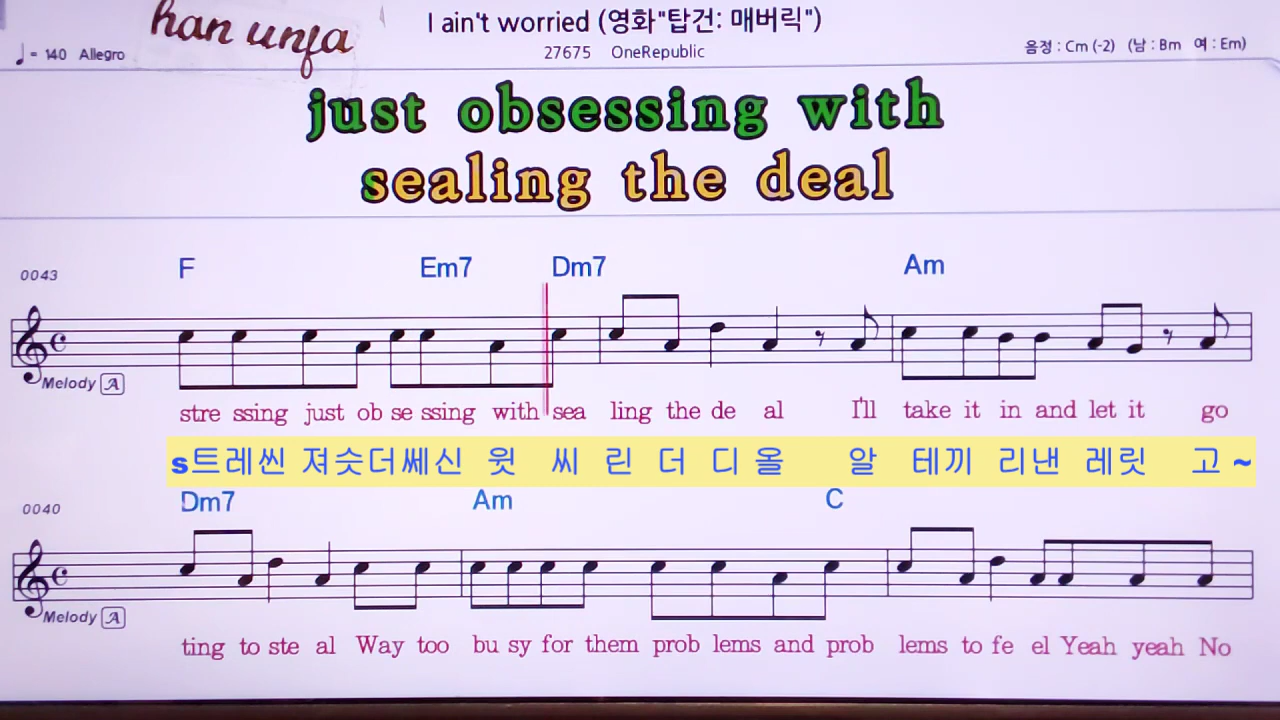 han unja
I ain't worried (영화"탑건: 매버릭")
♩= 140 Allegro
27675 OneRepublic
음정 : Cm (-2) (남 : Bm 여 : Em)
just obsessing with
sealing the deal
0043
F Em7 Dm7 Am
Melody A
stre ssing just ob se ssing with sea ling the de al I'll take it in and let it go
s트레씬 져숫더쎄신 윗 씨 린 더 디 올 알 테끼 리낸 레릿 고 ~
0040
Dm7 Am C
Melody A
ting to ste al Way too bu sy for them prob lems and prob lems to fe el Yeah yeah No